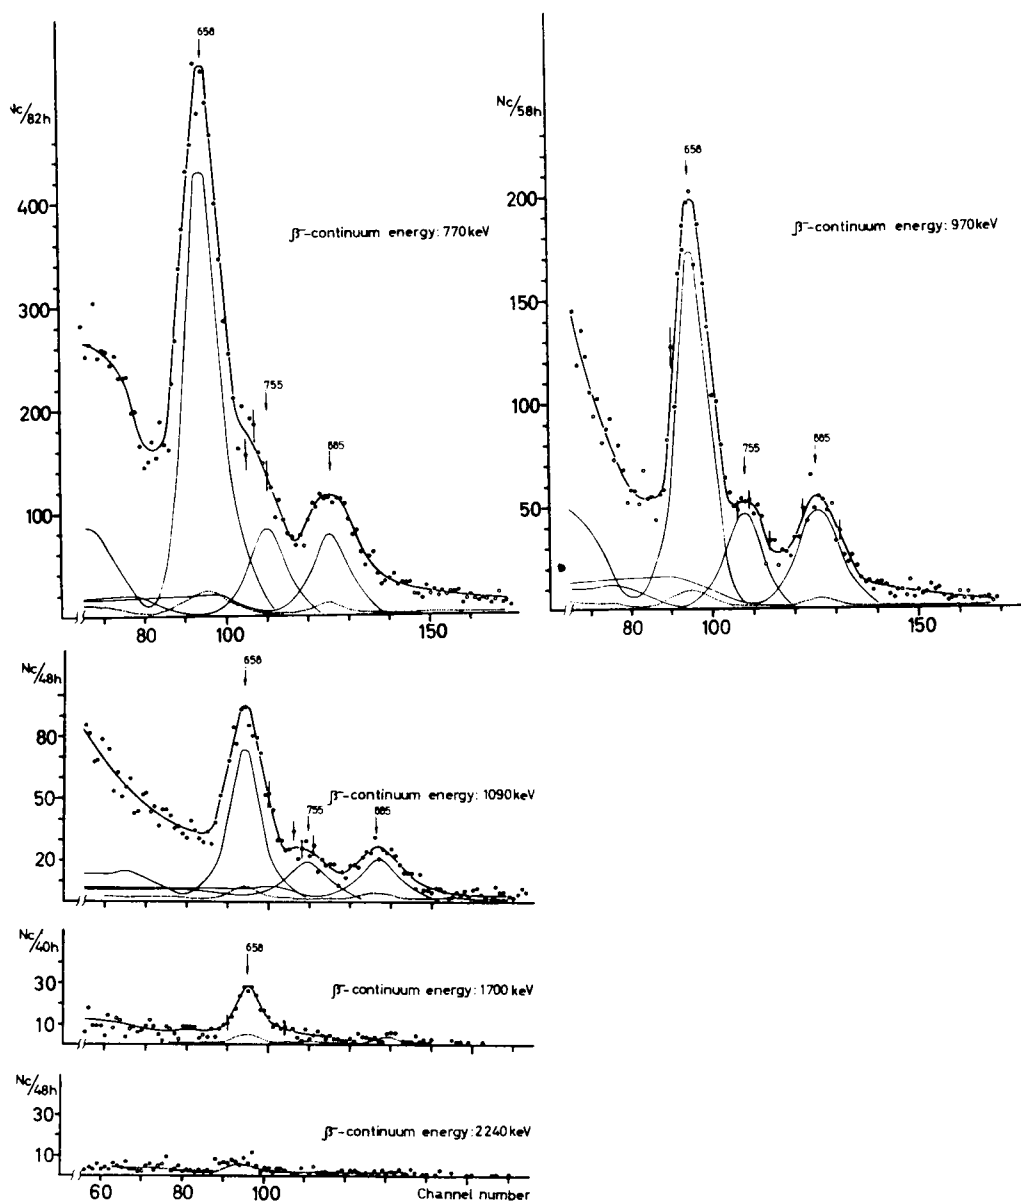 658
Nc/82h
400
β⁻-continuum energy: 770keV
300
755
200
885
100
80 100 150
Nc/58h
658
200
β⁻-continuum energy: 970keV
150
100
755 885
50
80 100 150
Nc/48h
658
80
50
β⁻-continuum energy: 1090keV
755 885
20
Nc/40h
658
30
β⁻-continuum energy: 1700 keV
10
Nc/48h
30
β⁻-continuum energy: 2240 keV
10
60 80 100 Channel number